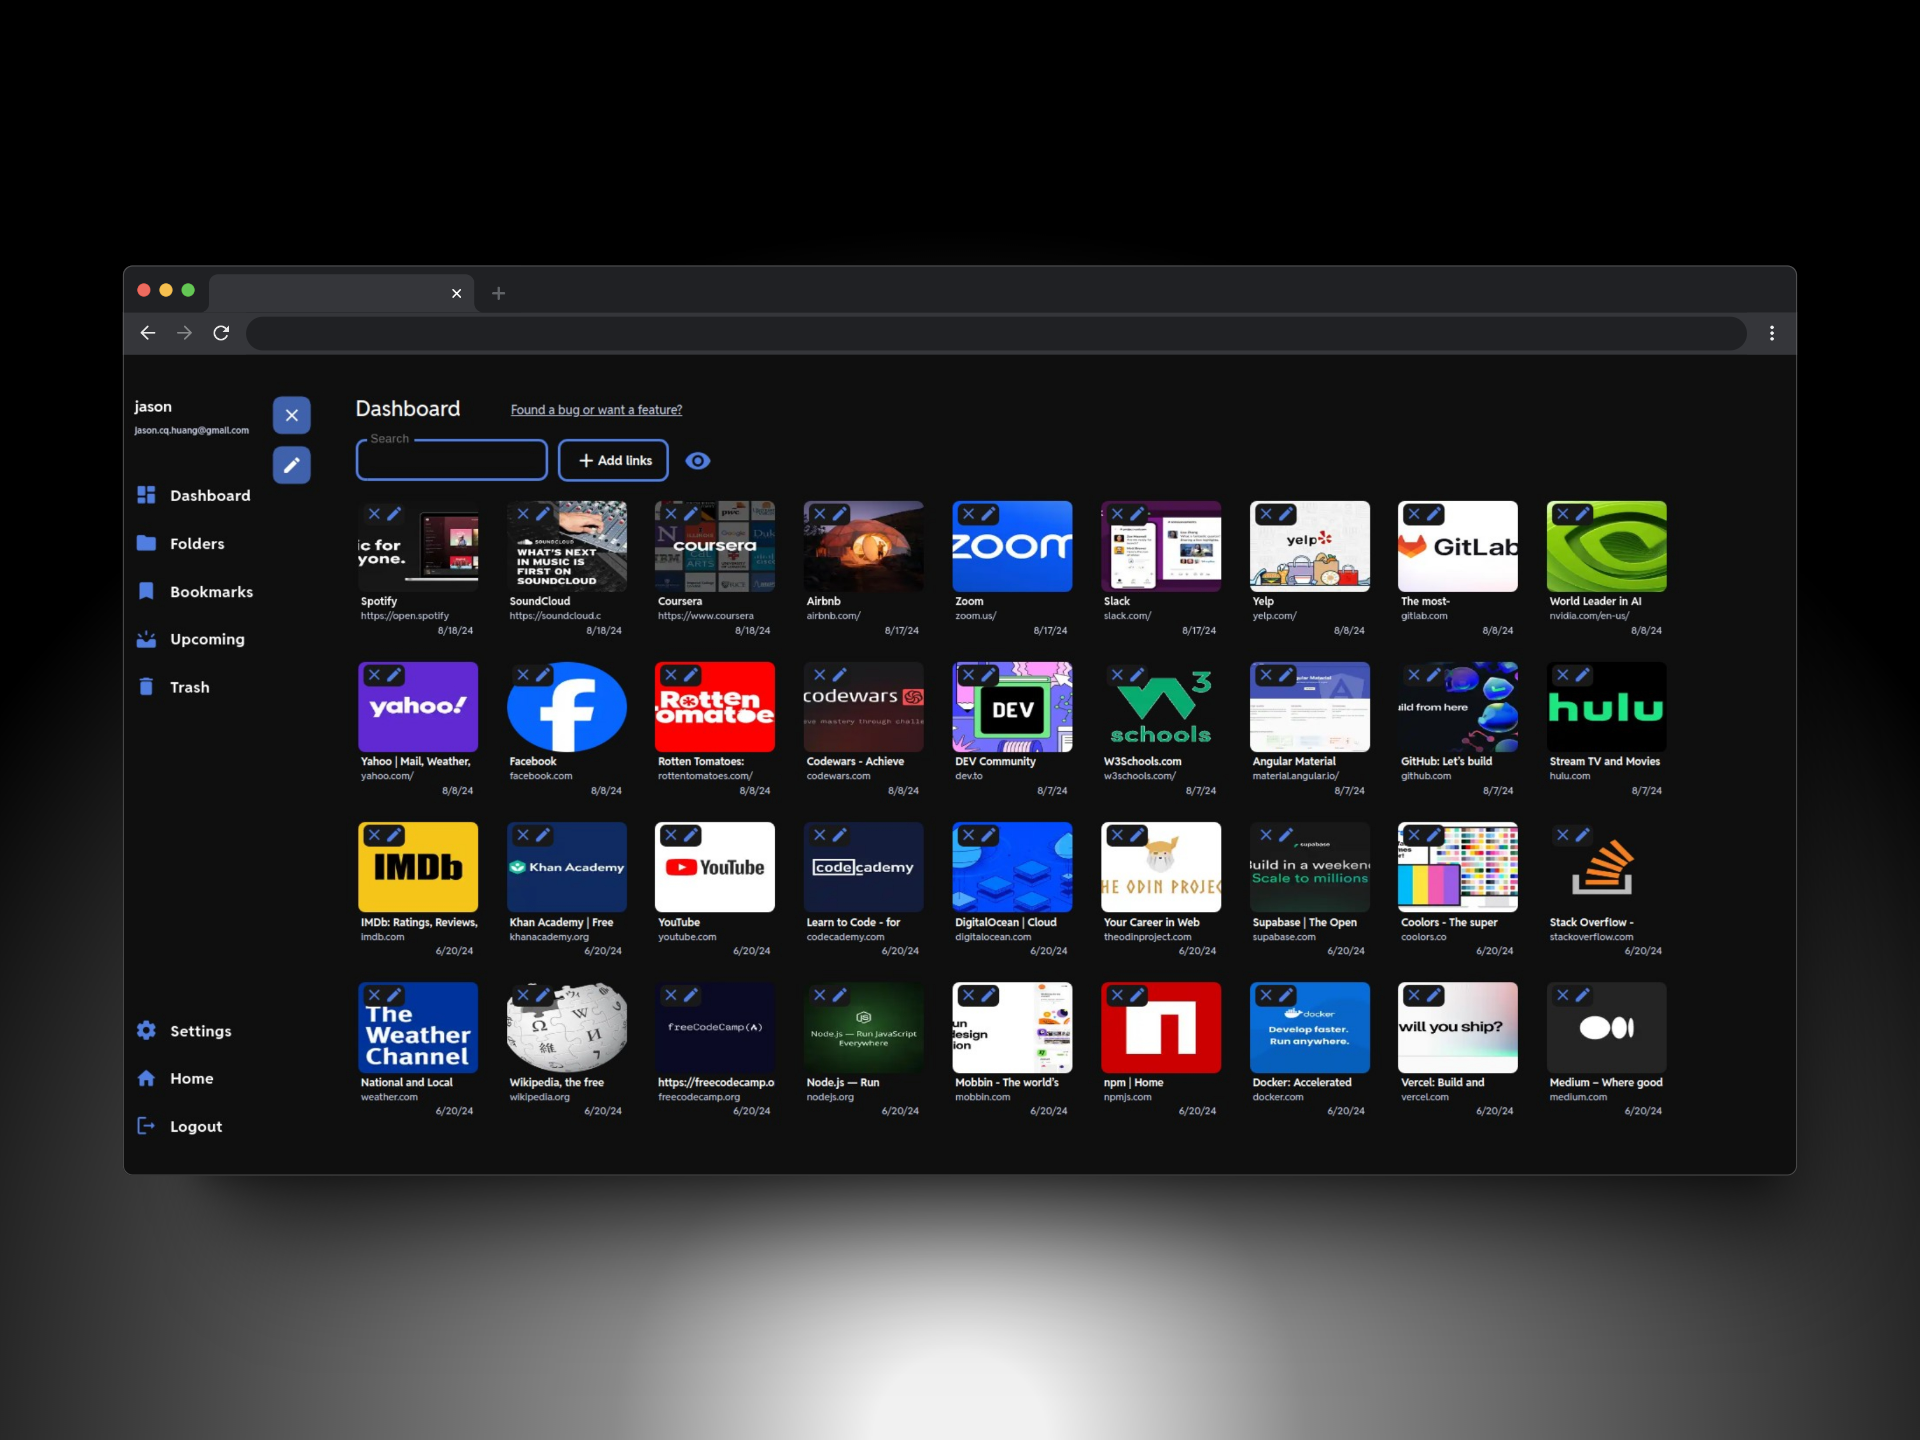 jason
Jason.cq.huang@gmail.com
Dashboard
Folders
Bookmarks
Upcoming
Trash
Settings
Home
Logout
Dashboard
Found a bug or want a feature?
Search
Add links
ic for
yone.
Spotify
https://open.spotify
8/18/24
SOUNDCLOUD
WHAT'S NEXT
IN MUSIC IS
FIRST ON
SOUNDCLOUD
SoundCloud
https://soundcloud.c
8/18/24
coursera
Coursera
https://www.coursera
8/18/24
Airbnb
airbnb.com/
8/17/24
zoom
Zoom
zoom.us/
8/17/24
Slack
slack.com/
8/17/24
yelp
Yelp
yelp.com/
8/8/24
GitLab
The most-
gitlab.com
8/8/24
World Leader in AI
nvidia.com/en-us/
8/8/24
yahoo!
Yahoo | Mail, Weather,
yahoo.com/
8/8/24
Facebook
facebook.com
8/8/24
Rotten
omatoe
Rotten Tomatoes:
rottentomatoes.com/
8/8/24
codewars
eve mastery through challe
Codewars - Achieve
codewars.com
8/8/24
DEV
DEV Community
dev.to
8/7/24
3
schools
W3Schools.com
w3schools.com/
8/7/24
gular Material
Angular Material
material.angular.io/
8/7/24
ild from here
GitHub: Let's build
github.com
8/7/24
hulu
Stream TV and Movies
hulu.com
8/7/24
IMDb
IMDb: Ratings, Reviews,
imdb.com
6/20/24
Khan Academy
Khan Academy | Free
khanacademy.org
6/20/24
YouTube
YouTube
youtube.com
6/20/24
codecademy
Learn to Code - for
codecademy.com
6/20/24
DigitalOcean | Cloud
digitalocean.com
6/20/24
HE ODIN PROJEC
Your Career in Web
theodinproject.com
6/20/24
supabase
Build in a weeken
Scale to millions
Supabase | The Open
supabase.com
6/20/24
Coolors - The super
coolors.co
6/20/24
Stack Overflow -
stackoverflow.com
6/20/24
The
Weather
Channel
National and Local
weather.com
6/20/24
Ω W И 維
Wikipedia, the free
wikipedia.org
6/20/24
freeCodeCamp
https://freecodecamp.o
freecodecamp.org
6/20/24
Node.js — Run JavaScript
Everywhere
Node.js — Run
nodejs.org
6/20/24
un
design
ion
Mobbin - The world's
mobbin.com
6/20/24
npm | Home
npmjs.com
6/20/24
docker
Develop faster.
Run anywhere.
Docker: Accelerated
docker.com
6/20/24
will you ship?
Vercel: Build and
vercel.com
6/20/24
Medium – Where good
medium.com
6/20/24